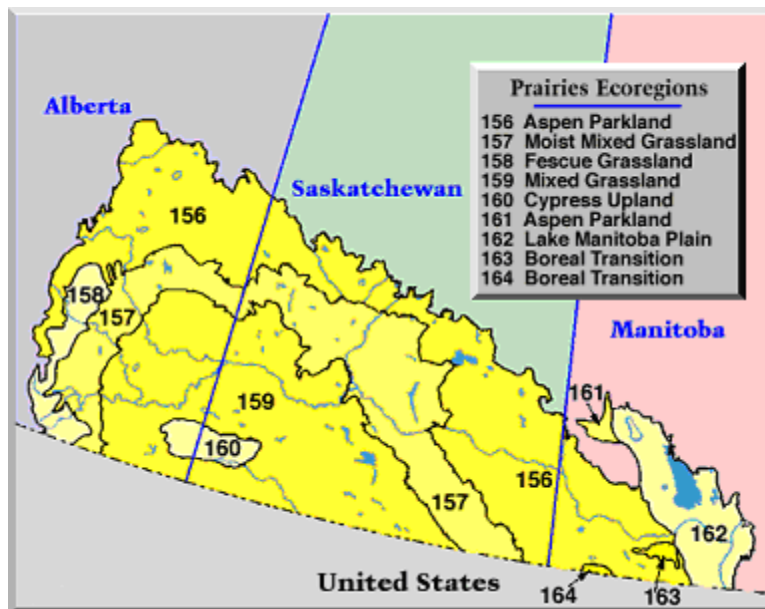 Alberta
Prairies Ecoregions
156 Aspen Parkland
157 Moist Mixed Grassland
158 Fescue Grassland
159 Mixed Grassland
160 Cypress Upland
161 Aspen Parkland
162 Lake Manitoba Plain
163 Boreal Transition
164 Boreal Transition
Saskatchewan
156
158
157
Manitoba
161
159
160
156
157
162
United States
164
163